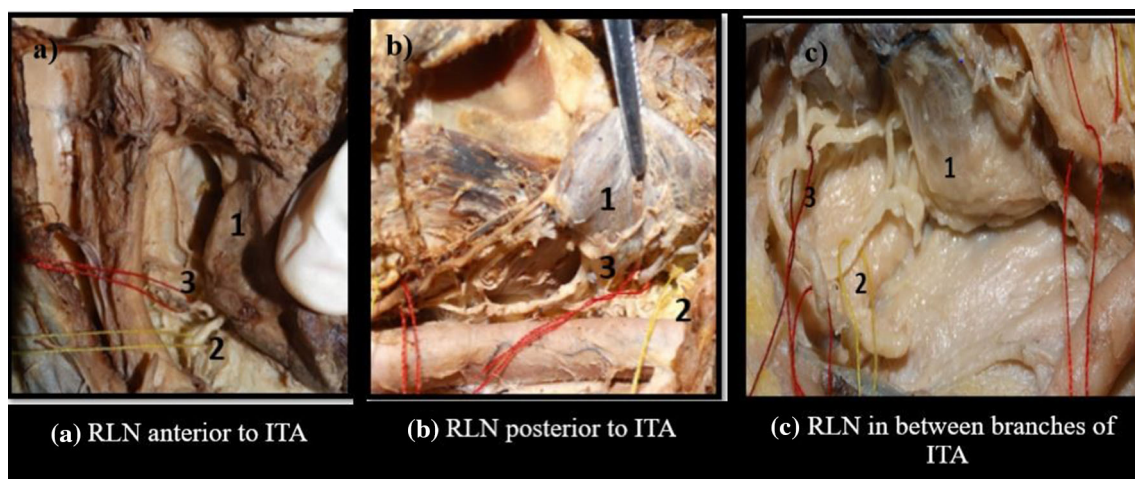 a)
1
3
2
(a) RLN anterior to ITA
b)
1
3
2
(b) RLN posterior to ITA
c)
1
3
2
(c) RLN in between branches of
ITA